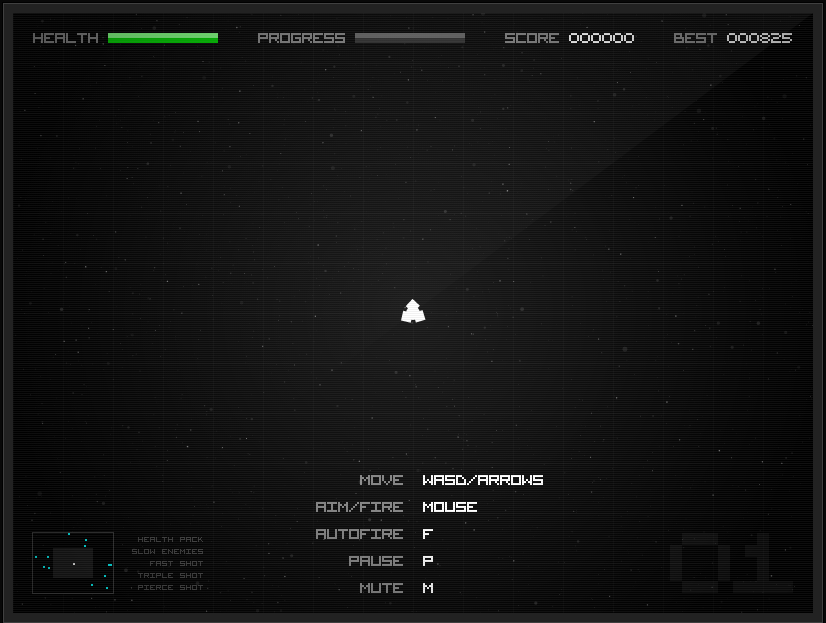 HEALTH PROGRESS SCORE 000000 BEST 000825
MOVE WASD/ARROWS
AIM/FIRE MOUSE
AUTOFIRE F
PAUSE P
MUTE M
HEALTH PACK
SLOW ENEMIES
FAST SHOT
TRIPLE SHOT
PIERCE SHOT
01